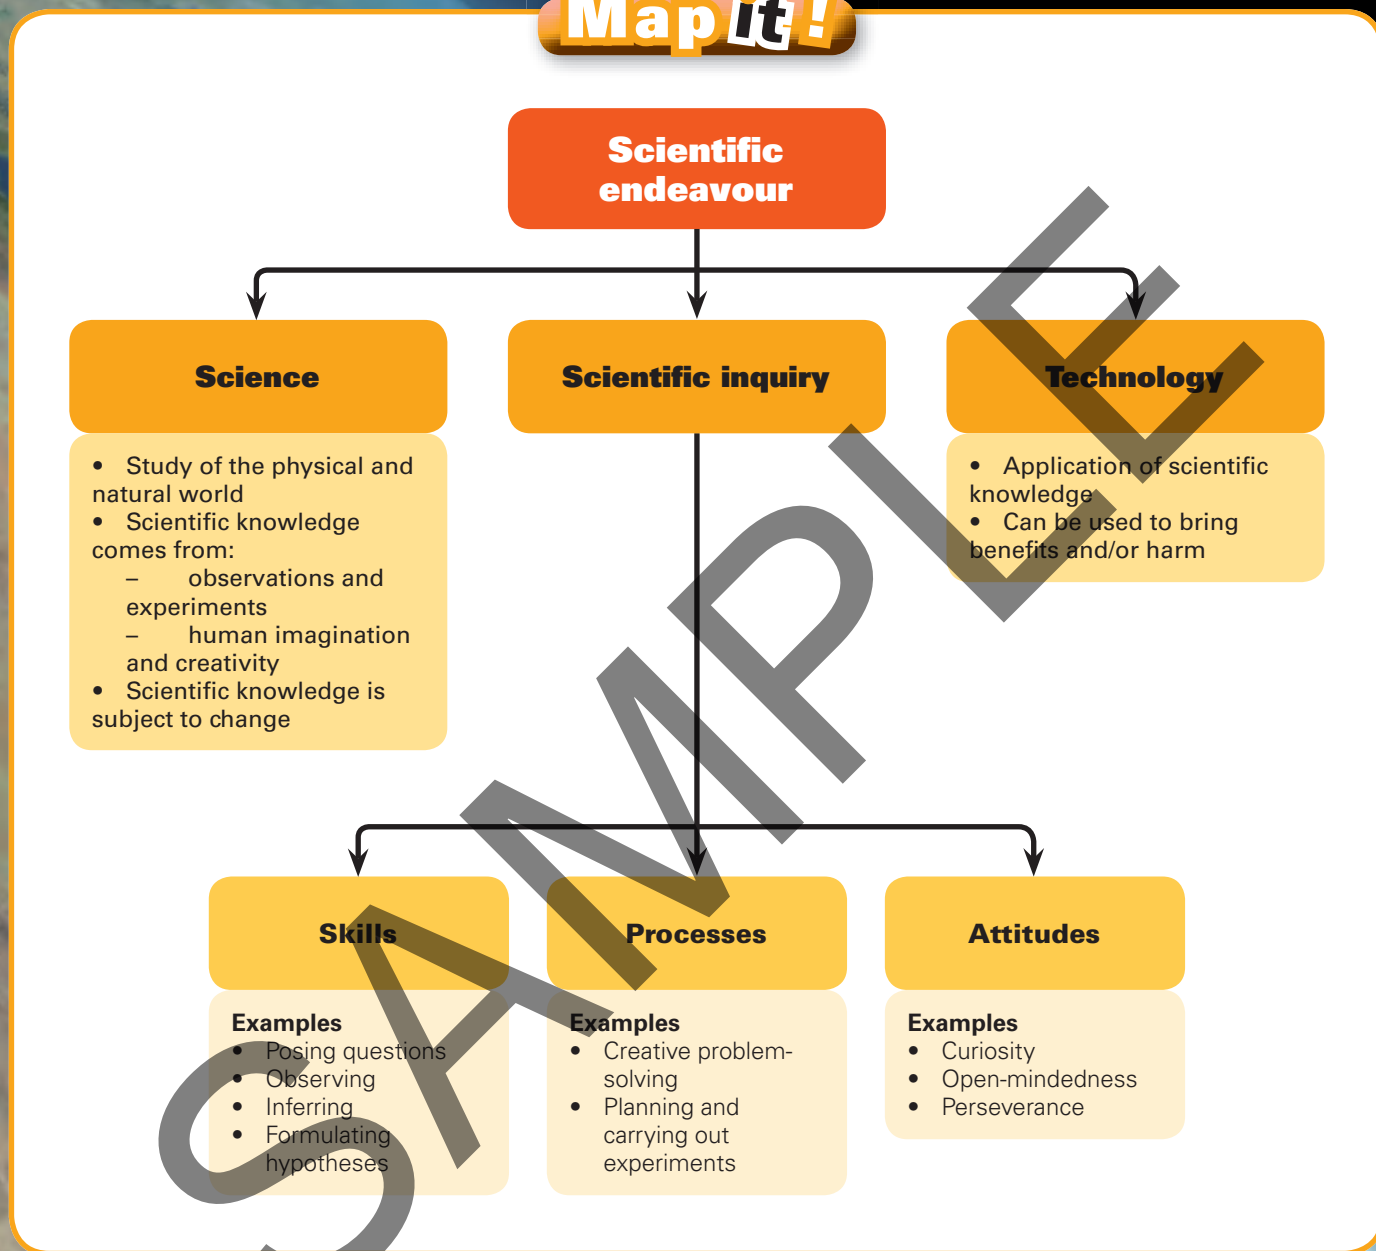 Map it!
Scientific
endeavour
Science
Scientific inquiry
Technology
• Study of the physical and
natural world
• Scientific knowledge
comes from:
– observations and
experiments
– human imagination
and creativity
• Scientific knowledge is
subject to change
• Application of scientific
knowledge
• Can be used to bring
benefits and/or harm
Skills
Processes
Attitudes
Examples
• Posing questions
• Observing
• Inferring
• Formulating
hypotheses
Examples
• Creative problem-
solving
• Planning and
carrying out
experiments
Examples
• Curiosity
• Open-mindedness
• Perseverance
SAMPLE